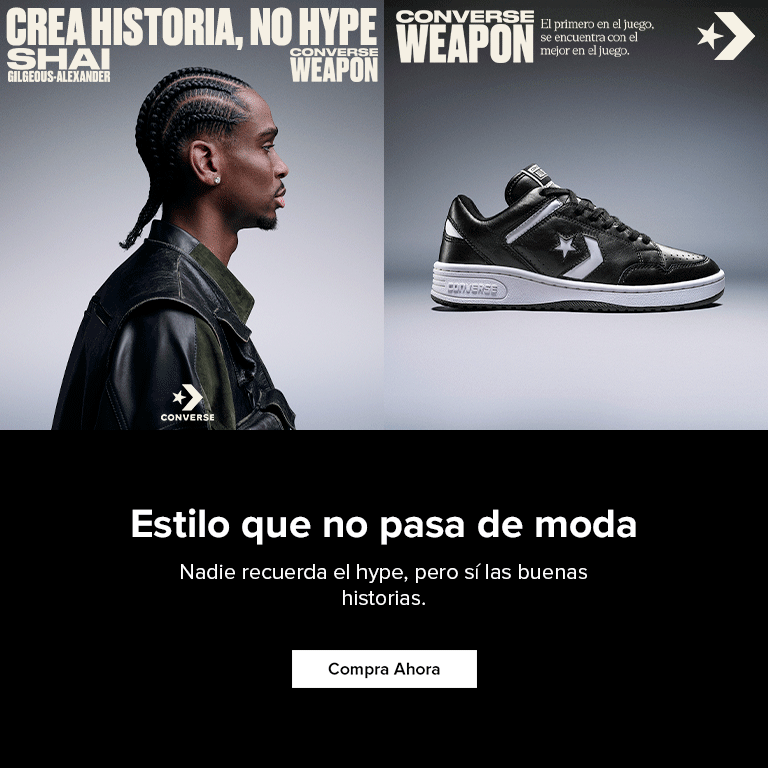 CREA HISTORIA, NO HYPE
SHAI
GILGEOUS-ALEXANDER
CONVERSE
WEAPON
CONVERSE
CONVERSE
WEAPON
El primero en el juego,
se encuentra con el
mejor en el juego.
CONVERSE
Estilo que no pasa de moda
Nadie recuerda el hype, pero sí las buenas
historias.
Compra Ahora